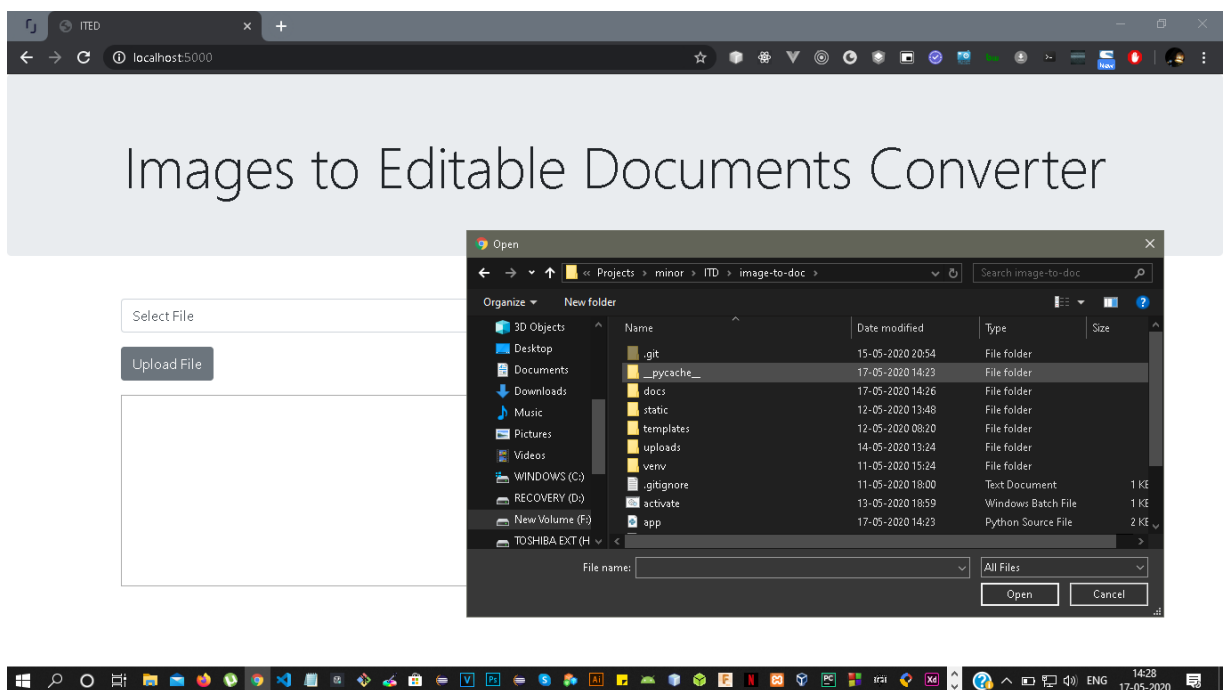 ITED
localhost:5000
New
Images to Editable Documents Converter
Select File
Upload File
Open
« Projects › minor › ITD › image-to-doc ›
Search image-to-doc
Organize
New folder
3D Objects
Desktop
Documents
Downloads
Music
Pictures
Videos
WINDOWS (C:)
RECOVERY (D:)
New Volume (F:)
TOSHIBA EXT (H
Name Date modified Type Size
.git 15-05-2020 20:54 File folder
__pycache__ 17-05-2020 14:23 File folder
docs 17-05-2020 14:26 File folder
static 12-05-2020 13:48 File folder
templates 12-05-2020 08:20 File folder
uploads 14-05-2020 13:24 File folder
venv 11-05-2020 15:24 File folder
.gitignore 11-05-2020 18:00 Text Document 1 KE
activate 13-05-2020 18:59 Windows Batch File 1 KE
app 17-05-2020 14:23 Python Source File 2 KE
File name:
All Files
Open
Cancel
ENG
14:28
17-05-2020